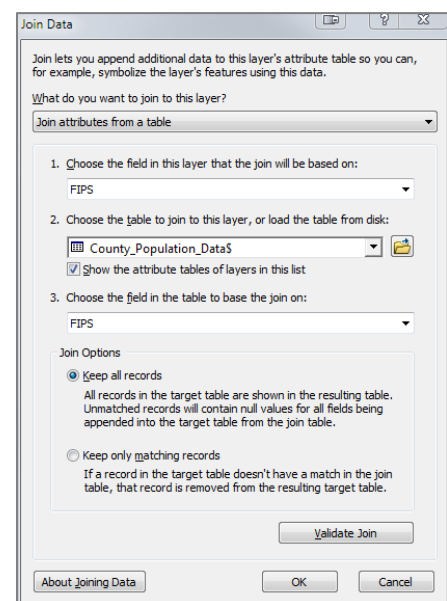 Join Data
Join lets you append additional data to this layer's attribute table so you can,
for example, symbolize the layer's features using this data.
What do you want to join to this layer?
Join attributes from a table
1. Choose the field in this layer that the join will be based on:
FIPS
2. Choose the table to join to this layer, or load the table from disk:
County_Population_Data$
Show the attribute tables of layers in this list
3. Choose the field in the table to base the join on:
FIPS
Join Options
Keep all records
All records in the target table are shown in the resulting table.
Unmatched records will contain null values for all fields being
appended into the target table from the join table.
Keep only matching records
If a record in the target table doesn't have a match in the join
table, that record is removed from the resulting target table.
Validate Join
About Joining Data
OK
Cancel